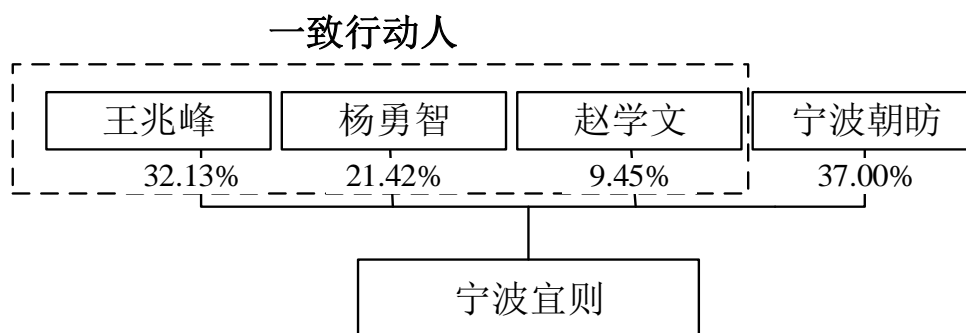 一致行动人
王兆峰 杨勇智 赵学文 宁波朝昉
32.13% 21.42% 9.45% 37.00%
宁波宜则